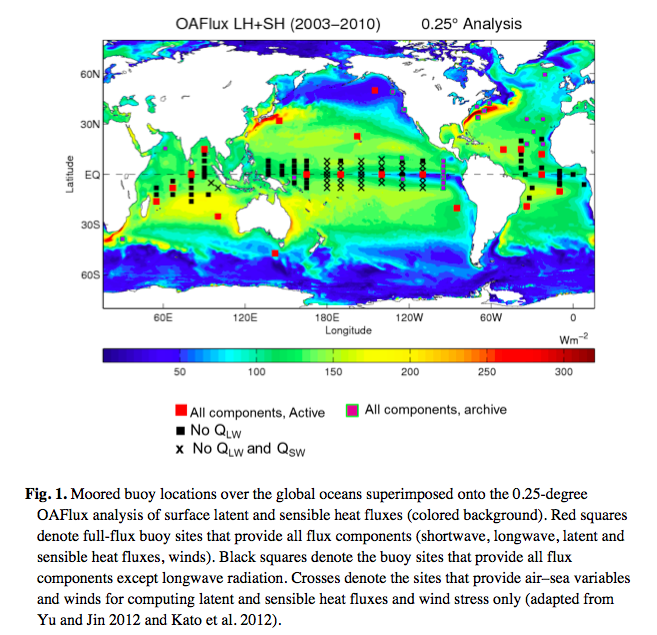 OAFlux LH+SH (2003–2010) 0.25° Analysis
60N
30N
EQ
30S
60S
Latitude
60E 120E 180E 120W 60W 0
Longitude
Wm⁻²
50 100 150 200 250 300
All components, Active
All components, archive
No QLW
x No QLW and QSW
Fig. 1. Moored buoy locations over the global oceans superimposed onto the 0.25-degree
OAFlux analysis of surface latent and sensible heat fluxes (colored background). Red squares
denote full-flux buoy sites that provide all flux components (shortwave, longwave, latent and
sensible heat fluxes, winds). Black squares denote the buoy sites that provide all flux
components except longwave radiation. Crosses denote the sites that provide air–sea variables
and winds for computing latent and sensible heat fluxes and wind stress only (adapted from
Yu and Jin 2012 and Kato et al. 2012).